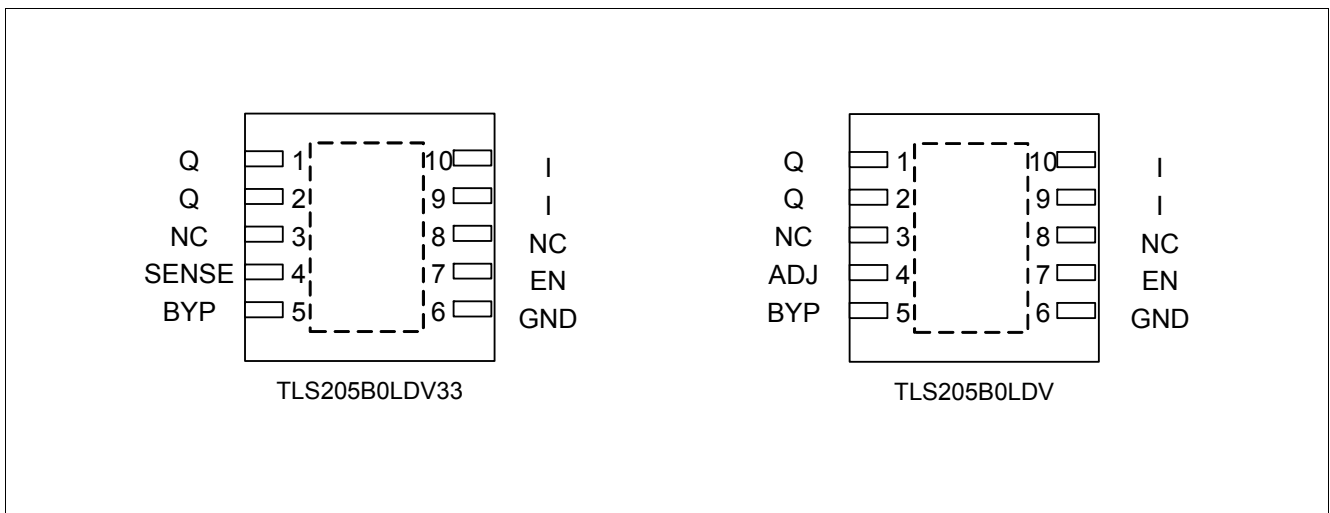 Q 1 10 I
Q 2 9 I
NC 3 8 NC
SENSE 4 7 EN
BYP 5 6 GND
TLS205B0LDV33
Q 1 10 I
Q 2 9 I
NC 3 8 NC
ADJ 4 7 EN
BYP 5 6 GND
TLS205B0LDV